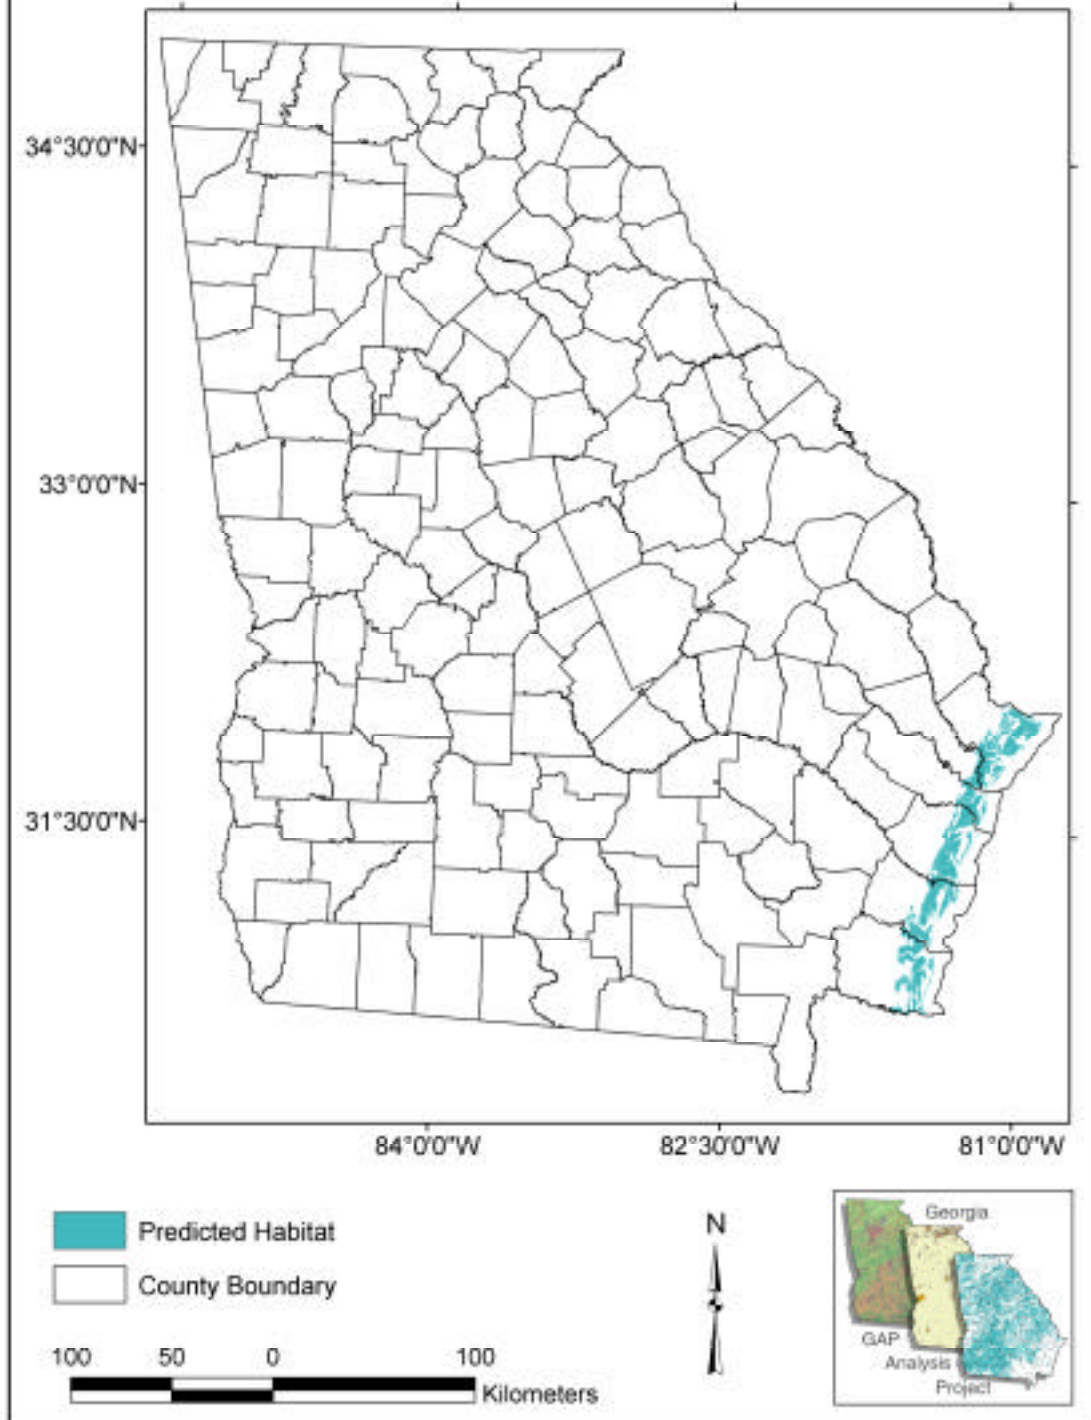 34°30'0"N
33°0'0"N
31°30'0"N
84°0'0"W 82°30'0"W 81°0'0"W
Predicted Habitat
County Boundary
N
100 50 0 100
Kilometers
Georgia
GAP
Analysis
Project